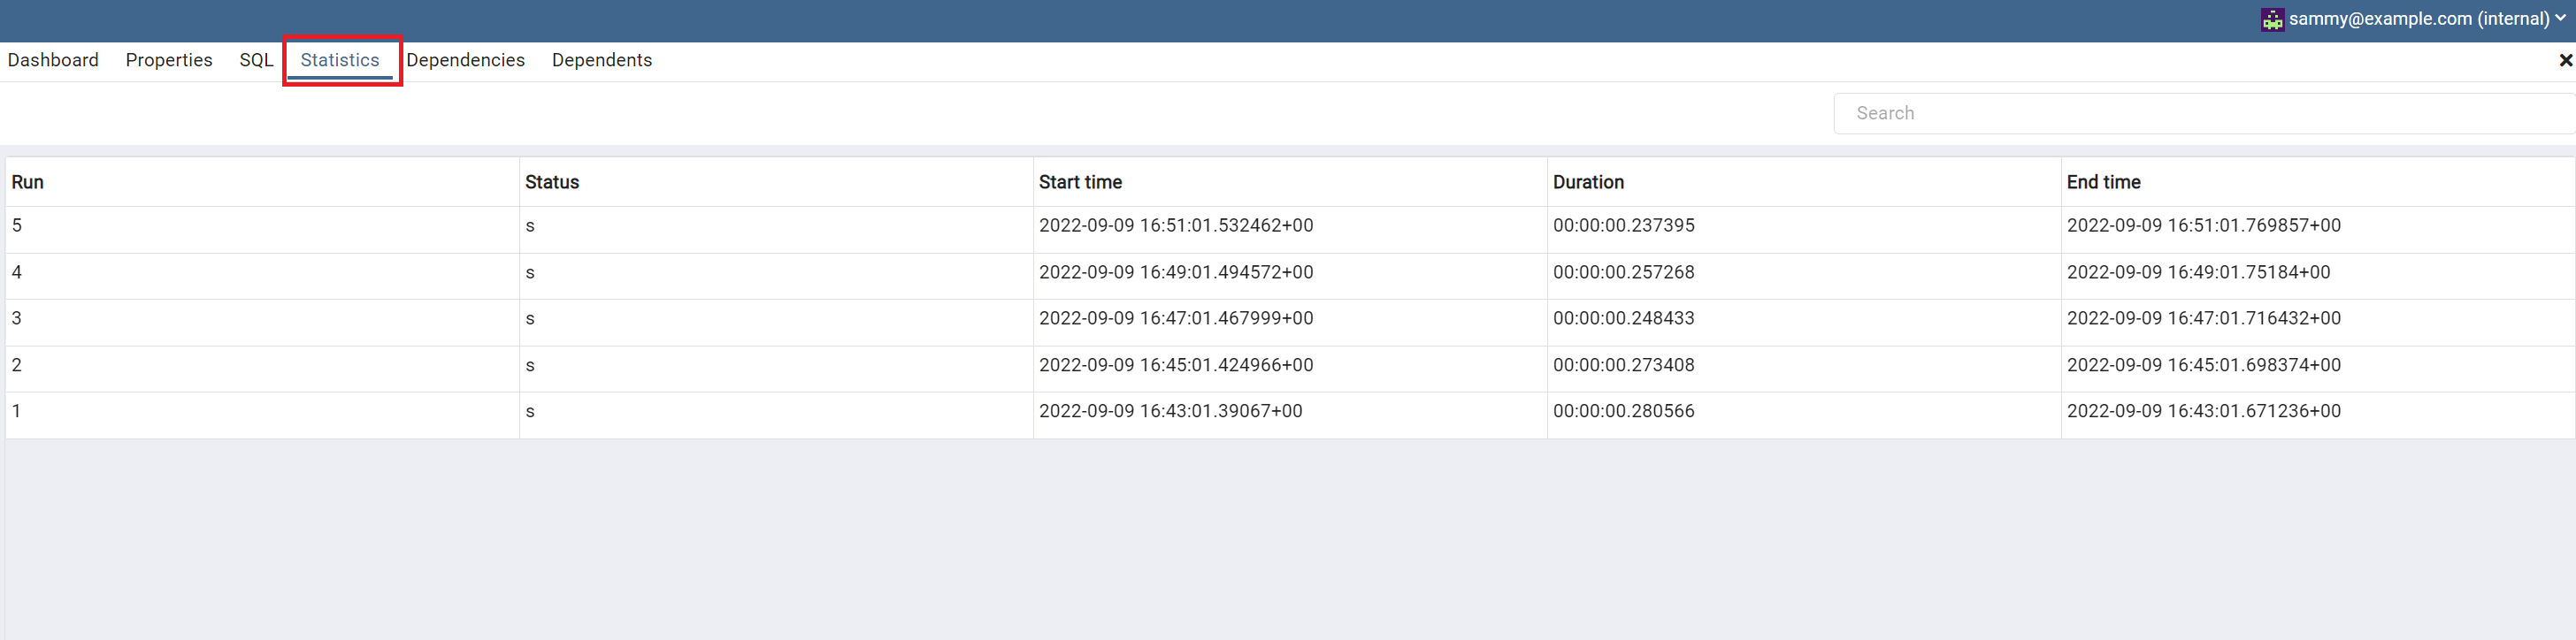 sammy@example.com (internal)
Dashboard Properties SQL Statistics Dependencies Dependents
Search
Run Status Start time Duration End time
5 s 2022-09-09 16:51:01.532462+00 00:00:00.237395 2022-09-09 16:51:01.769857+00
4 s 2022-09-09 16:49:01.494572+00 00:00:00.257268 2022-09-09 16:49:01.75184+00
3 s 2022-09-09 16:47:01.467999+00 00:00:00.248433 2022-09-09 16:47:01.716432+00
2 s 2022-09-09 16:45:01.424966+00 00:00:00.273408 2022-09-09 16:45:01.698374+00
1 s 2022-09-09 16:43:01.39067+00 00:00:00.280566 2022-09-09 16:43:01.671236+00